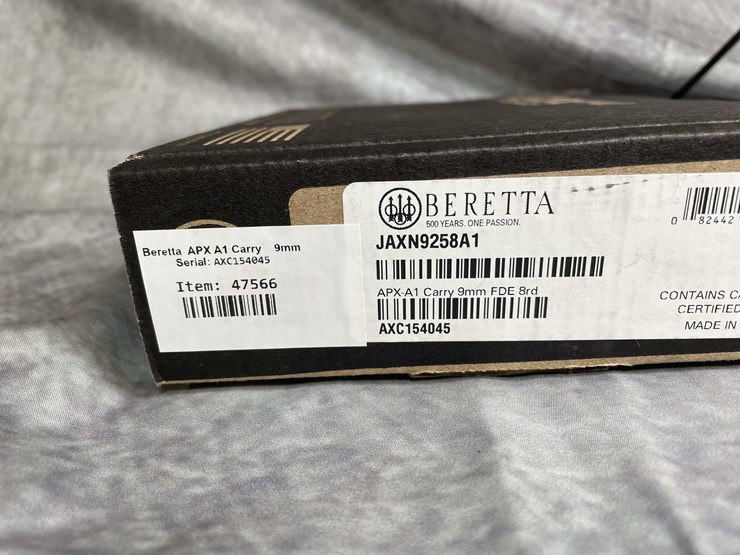 Beretta APX A1 Carry 9mm
Serial: AXC154045
Item: 47566
BERETTA
500 YEARS. ONE PASSION.
JAXN9258A1
APX-A1 Carry 9mm FDE 8rd
AXC154045
0 82442
CONTAINS
CERTIFIED
MADE IN